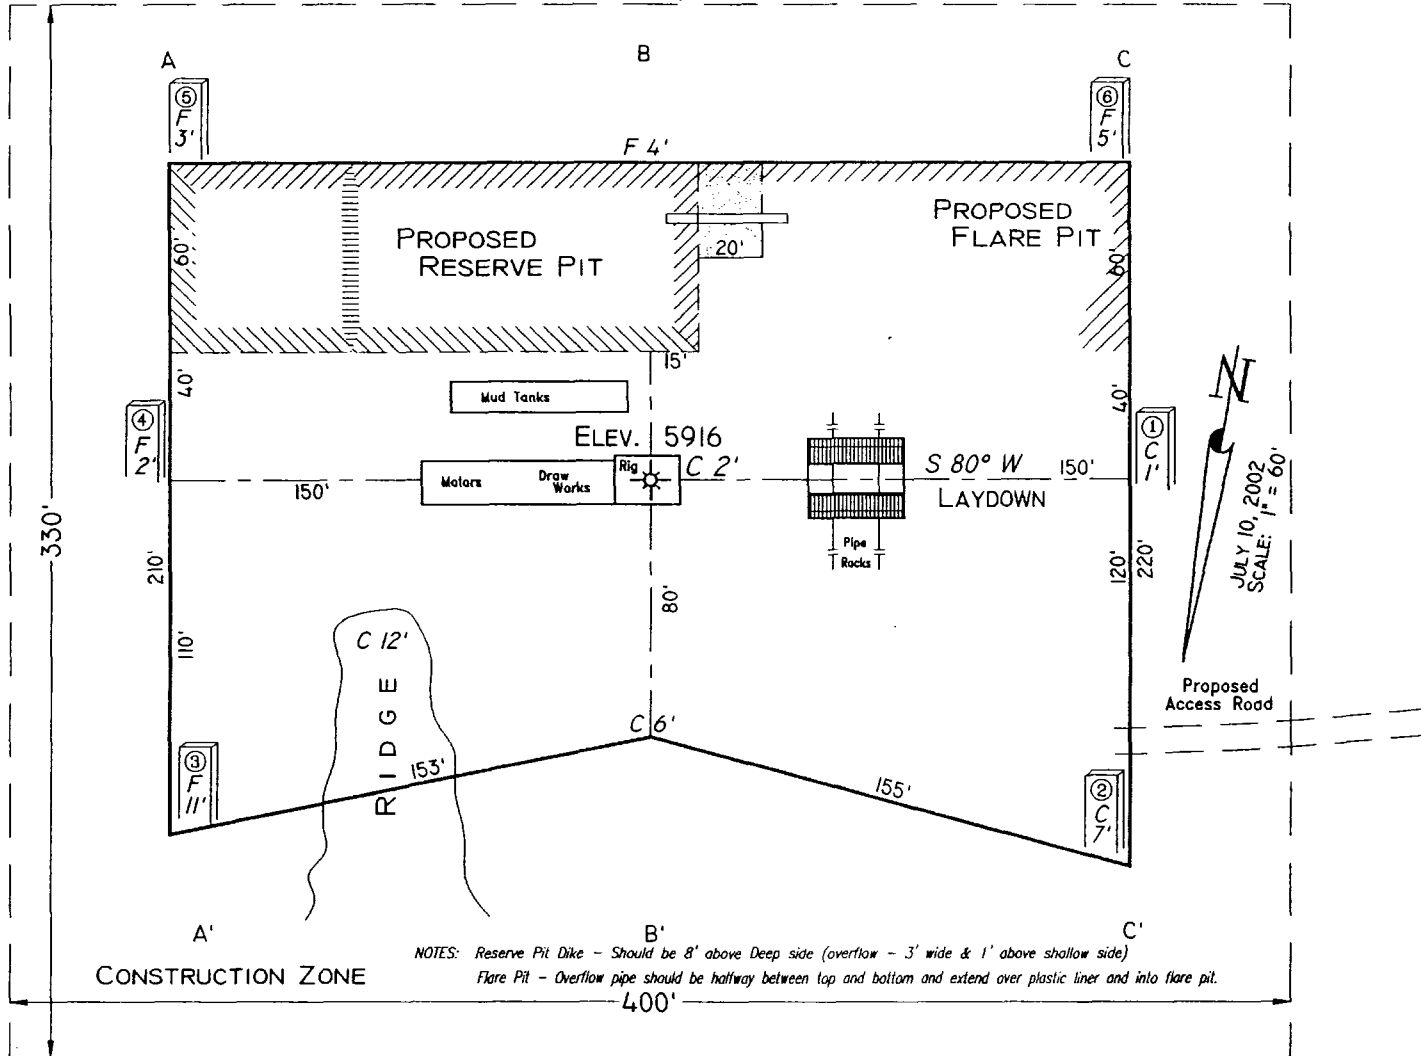 A
B
C
⑤
F
3'
⑥
F
5'
F 4'
60'
PROPOSED
RESERVE PIT
20'
PROPOSED
FLARE PIT
60'
15'
40'
Mud Tanks
40'
N
④
F
2'
ELEV. 5916
①
C
1'
Rig
C 2'
S 80° W
150'
Motors
Draw
Works
150'
LAYDOWN
JULY 10, 2002
SCALE: 1" = 60'
330'
Pipe
Racks
210'
120'
220'
80'
110'
C 12'
RIDGE
Proposed
Access Road
C 6'
③
F
11'
153'
155'
②
C
7'
A'
B'
C'
NOTES: Reserve Pit Dike - Should be 8' above Deep side (overflow - 3' wide & 1' above shallow side)
Flare Pit - Overflow pipe should be halfway between top and bottom and extend over plastic liner and into flare pit.
CONSTRUCTION ZONE
400'